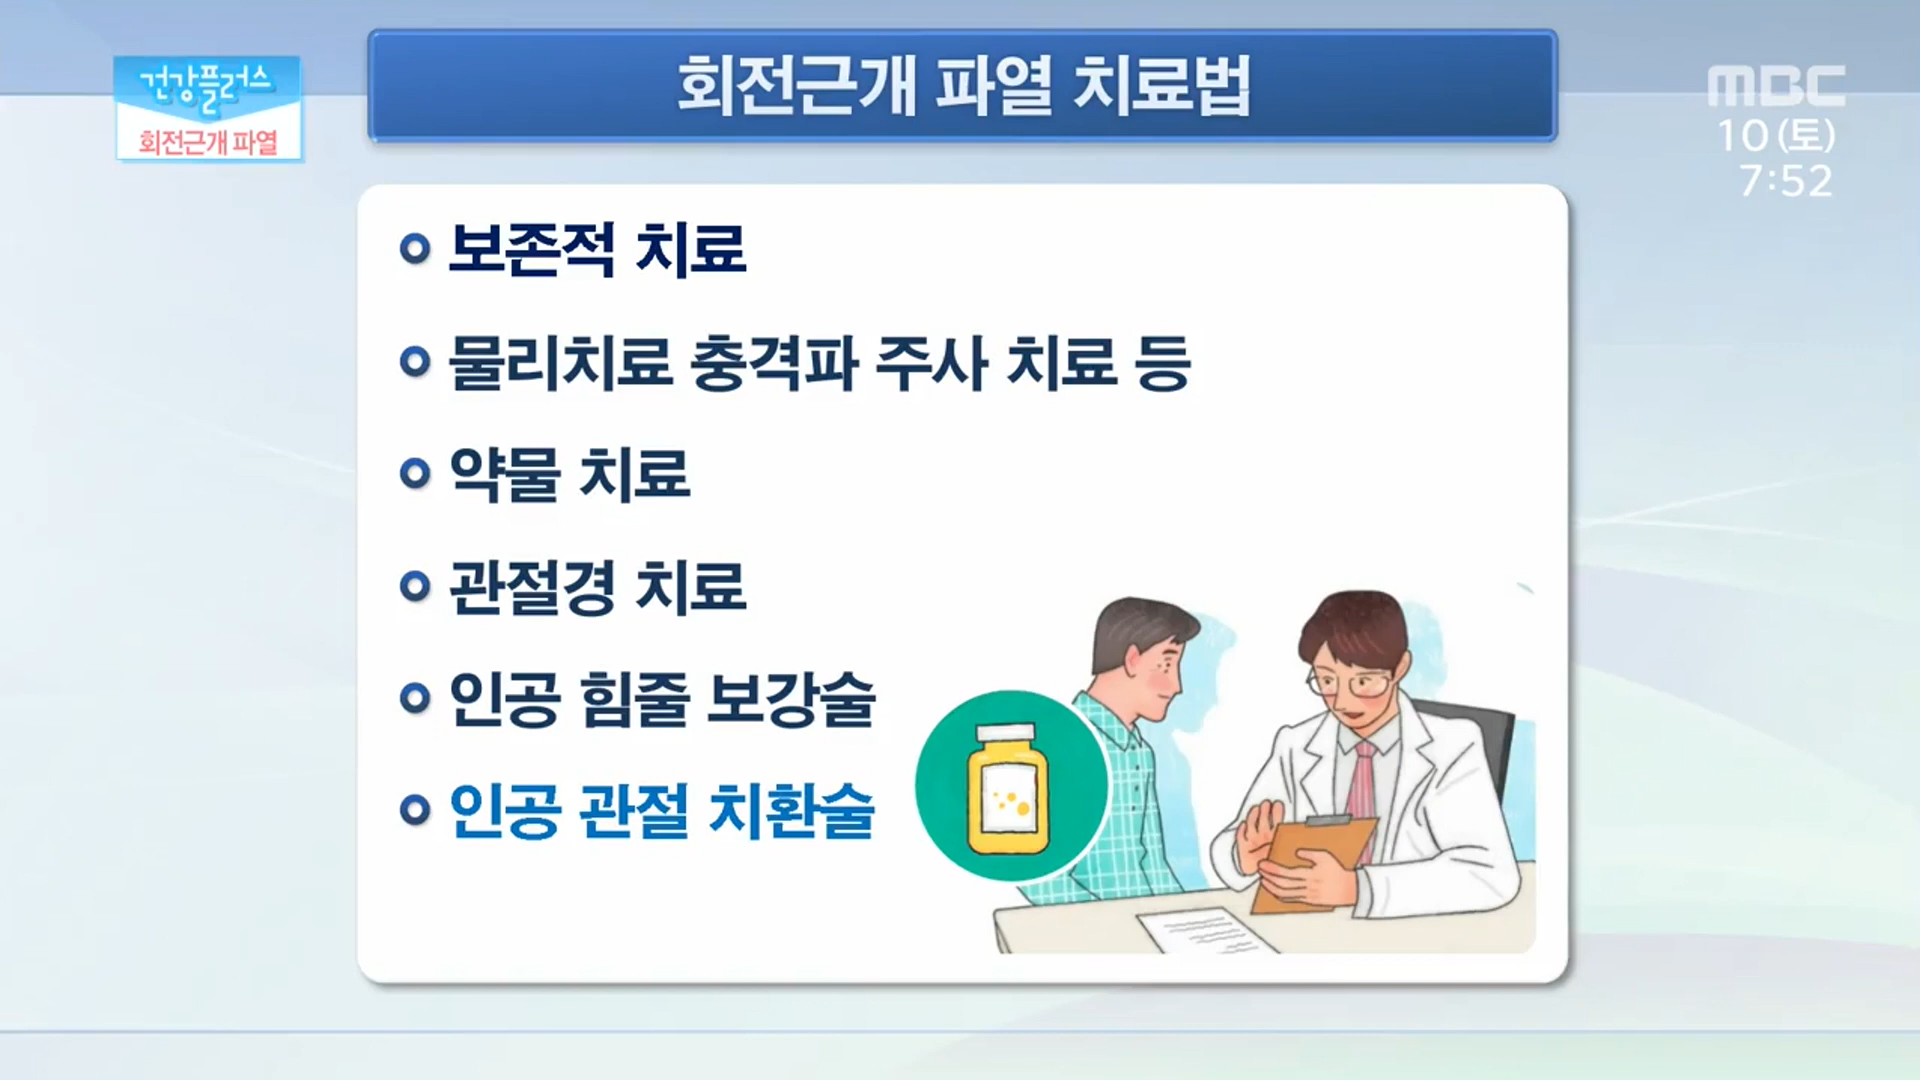 건강플러스
회전근개 파열
회전근개 파열 치료법
MBC
10(토)
7:52
보존적 치료
물리치료 충격파 주사 치료 등
약물 치료
관절경 치료
인공 힘줄 보강술
인공 관절 치환술